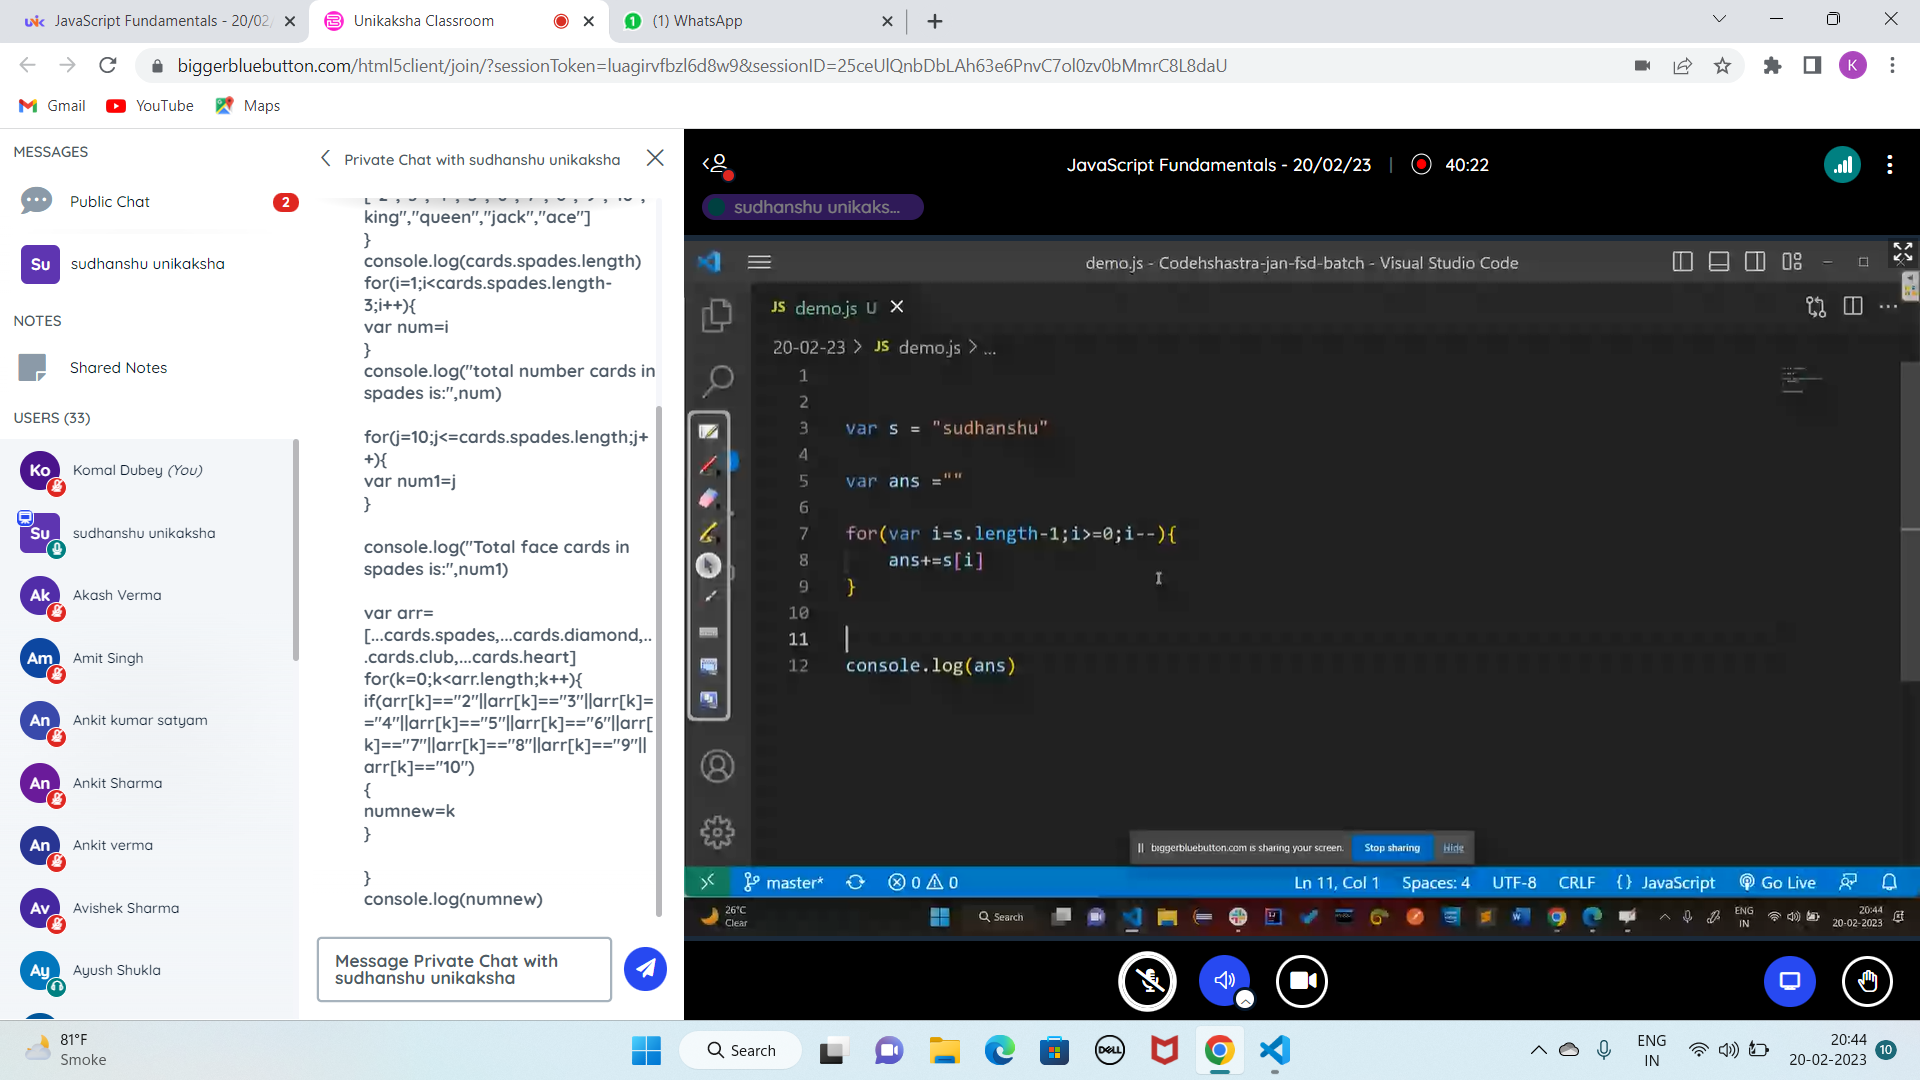 JavaScript Fundamentals - 20/02/
Unikaksha Classroom
(1) WhatsApp
biggerbluebutton.com/html5client/join/?sessionToken=luagirvfbzl6d8w9&sessionID=25ceUlQnbDbLAh63e6PnvC7ol0zv0bMmrC8L8daU
K
Gmail
YouTube
Maps
MESSAGES
Public Chat
2
Su
sudhanshu unikaksha
NOTES
Shared Notes
USERS (33)
Ko
Komal Dubey (You)
Su
sudhanshu unikaksha
Ak
Akash Verma
Am
Amit Singh
An
Ankit kumar satyam
An
Ankit Sharma
An
Ankit verma
Av
Avishek Sharma
Ay
Ayush Shukla
Private Chat with sudhanshu unikaksha
king","queen","jack","ace"]
}
console.log(cards.spades.length)
for(i=1;i<cards.spades.length-
3;i++){
var num=i
}
console.log("total number cards in
spades is:",num)
for(j=10;j<=cards.spades.length;j+
+){
var num1=j
}
console.log("Total face cards in
spades is:",num1)
var arr=
[...cards.spades,...cards.diamond,..
.cards.club,...cards.heart]
for(k=0;k<arr.length;k++){
if(arr[k]=="2"||arr[k]=="3"||arr[k]=
="4"||arr[k]=="5"||arr[k]=="6"||arr[
k]=="7"||arr[k]=="8"||arr[k]=="9"||
arr[k]=="10")
{
numnew=k
}
}
console.log(numnew)
Message Private Chat with
sudhanshu unikaksha
JavaScript Fundamentals - 20/02/23 | 40:22
sudhanshu unikaks...
demo.js - Codehshastra-jan-fsd-batch - Visual Studio Code
JS demo.js U
20-02-23 > JS demo.js > ...
1
2
3 var s = "sudhanshu"
4
5 var ans =""
6
7 for(var i=s.length-1;i>=0;i--){
8 ans+=s[i]
9 }
10
11
12 console.log(ans)
biggerbluebutton.com is sharing your screen.
Stop sharing
Hide
master*
0 0
Ln 11, Col 1
Spaces: 4
UTF-8
CRLF
{} JavaScript
Go Live
26°C
Clear
Search
ENG
IN
20:44
20-02-2023
81°F
Smoke
Search
DELL
ENG
IN
20:44
20-02-2023
10